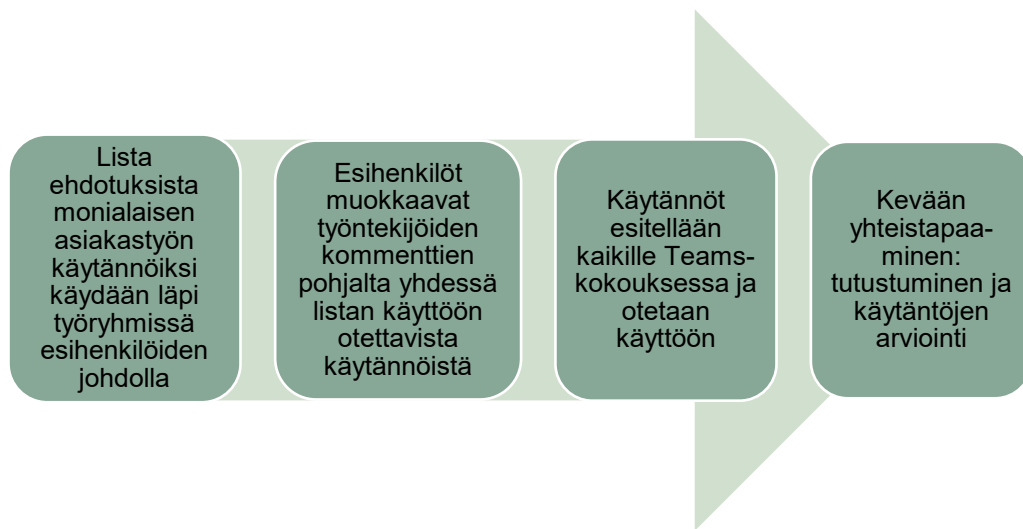 Lista
ehdotuksista
monialaisen
asiakastyön
käytännöiksi
käydään läpi
työryhmissä
esihenkilöiden
johdolla
Esihenkilöt
muokkaavat
työntekijöiden
kommenttien
pohjalta yhdessä
listan käyttöön
otettavista
käytännöistä
Käytännöt
esitellään
kaikille Teams-
kokouksessa ja
otetaan
käyttöön
Kevään
yhteistapaa-
minen:
tutustuminen ja
käytäntöjen
arviointi